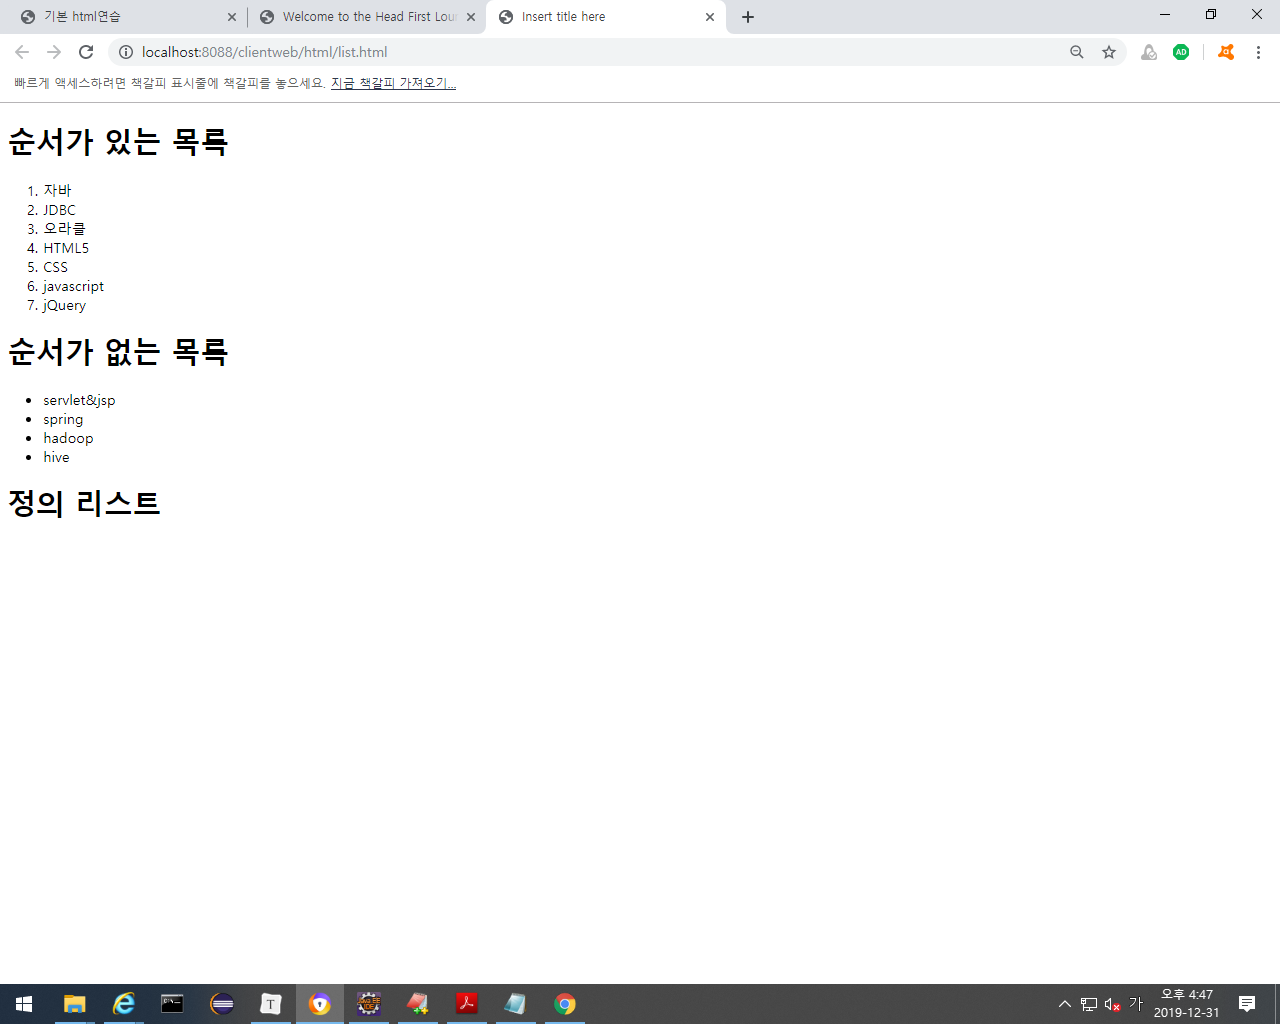 기본 html연습
Welcome to the Head First Lour
Insert title here
localhost:8088/clientweb/html/list.html
빠르게 액세스하려면 책갈피 표시줄에 책갈피를 놓으세요. 지금 책갈피 가져오기...
순서가 있는 목록
1. 자바
2. JDBC
3. 오라클
4. HTML5
5. CSS
6. javascript
7. jQuery
순서가 없는 목록
• servlet&jsp
• spring
• hadoop
• hive
정의 리스트
가
오후 4:47
2019-12-31